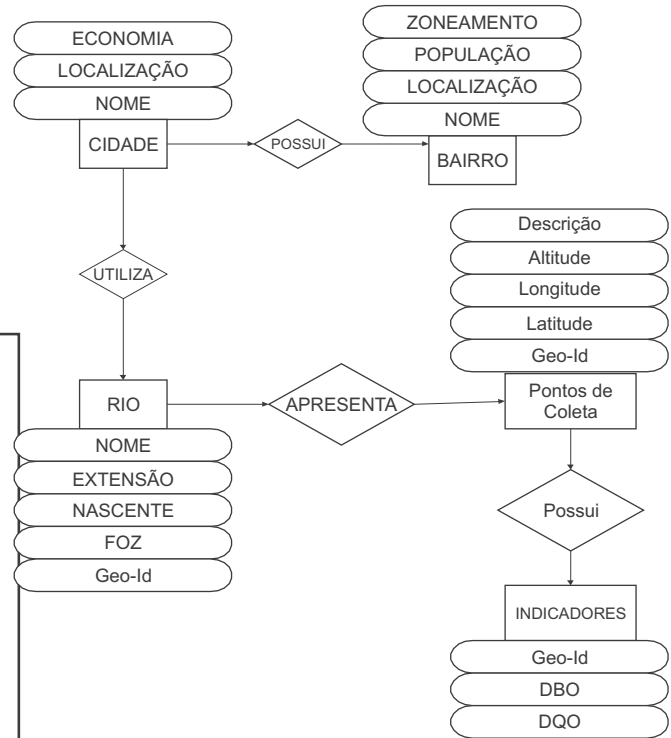 ECONOMIA
LOCALIZAÇÃO
NOME
CIDADE
POSSUI
ZONEAMENTO
POPULAÇÃO
LOCALIZAÇÃO
NOME
BAIRRO
UTILIZA
RIO
NOME
EXTENSÃO
NASCENTE
FOZ
Geo-Id
APRESENTA
Descrição
Altitude
Longitude
Latitude
Geo-Id
Pontos de
Coleta
Possui
INDICADORES
Geo-Id
DBO
DQO